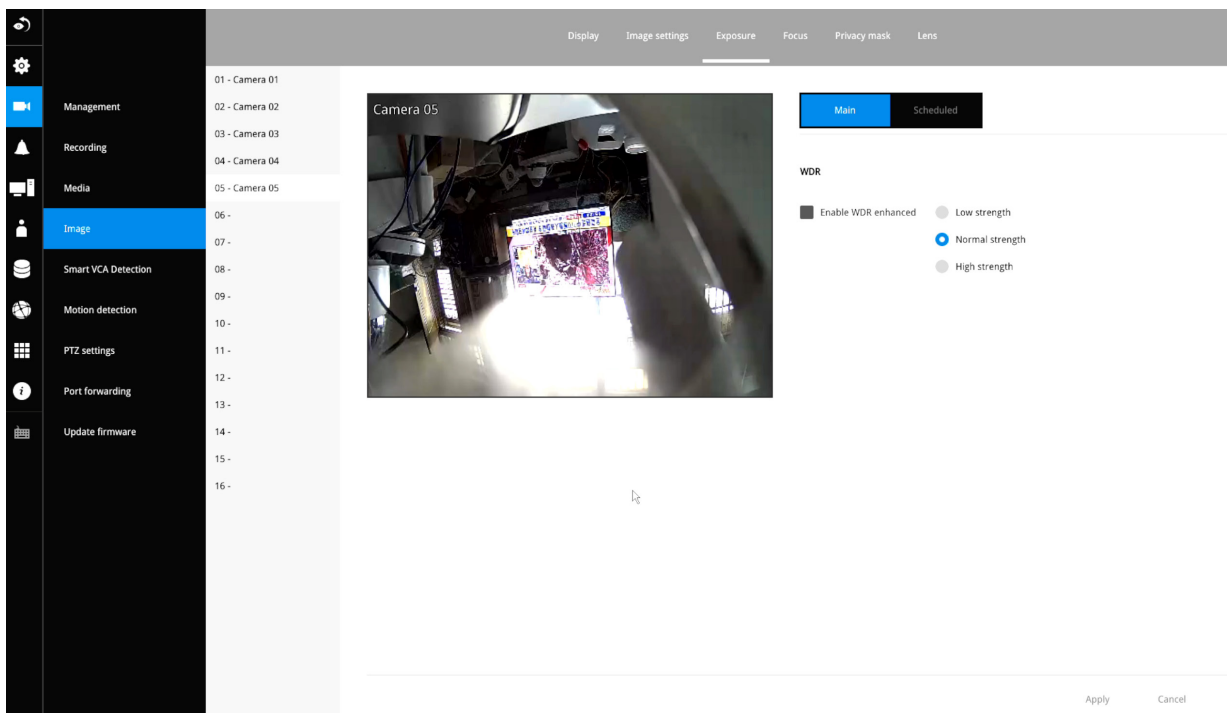 Display Image settings Exposure Focus Privacy mask Lens
Management
Recording
Media
Image
Smart VCA Detection
Motion detection
PTZ settings
Port forwarding
Update firmware
01 - Camera 01
02 - Camera 02
03 - Camera 03
04 - Camera 04
05 - Camera 05
06 -
07 -
08 -
09 -
10 -
11 -
12 -
13 -
14 -
15 -
16 -
Camera 05
Main Scheduled
WDR
Enable WDR enhanced Low strength
Normal strength
High strength
Apply Cancel